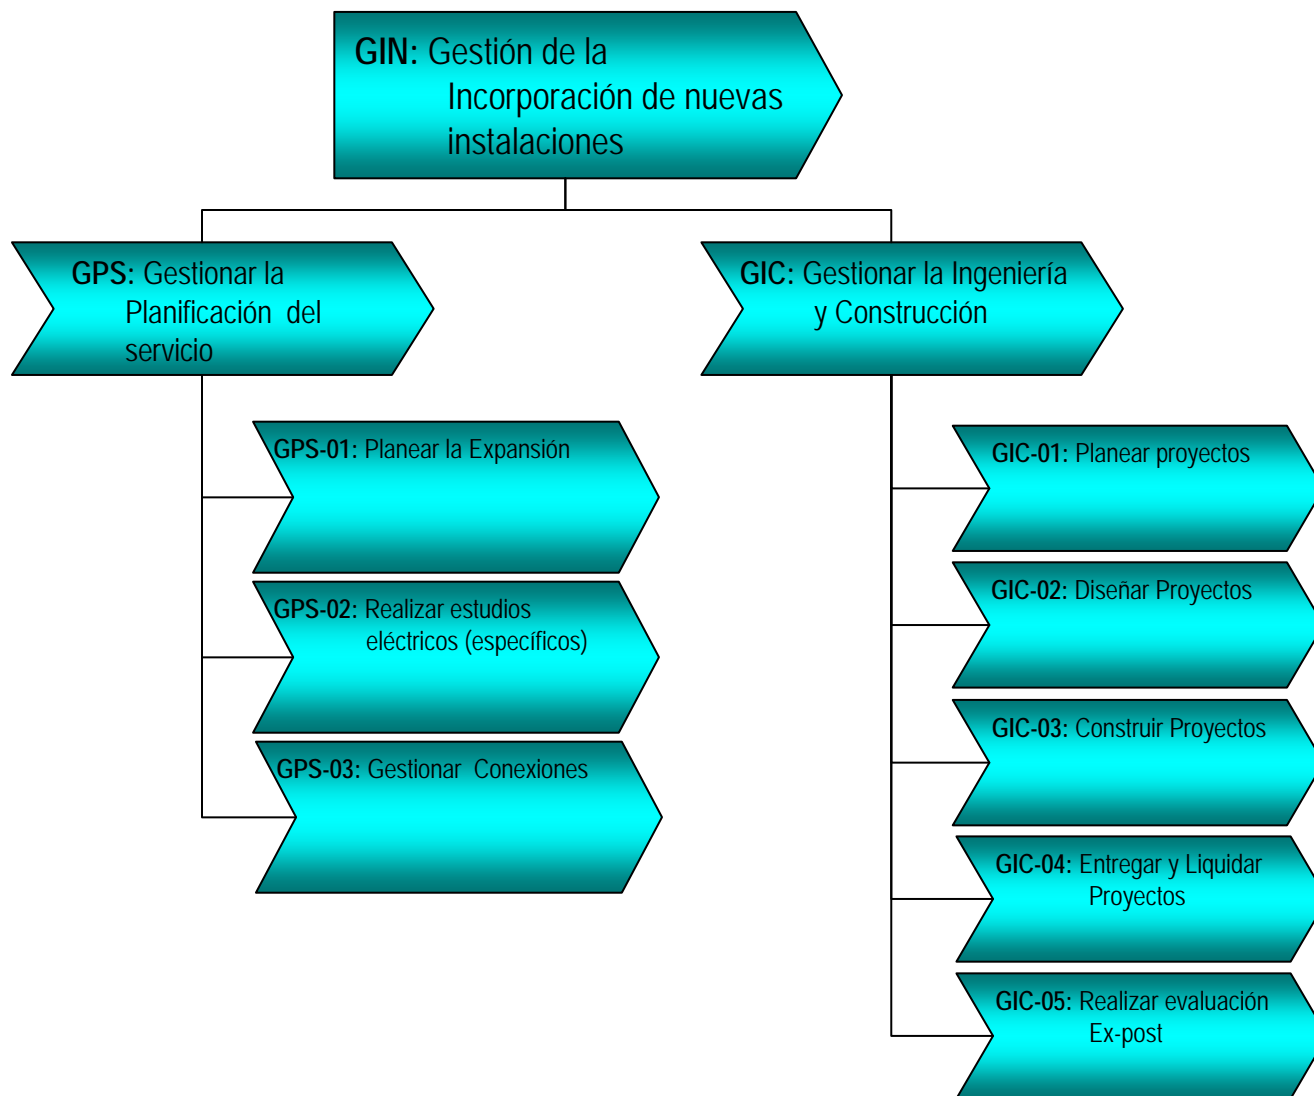 GIN: Gestión de la
Incorporación de nuevas
instalaciones
GPS: Gestionar la
Planificación del
servicio
GIC: Gestionar la Ingeniería
y Construcción
GPS-01: Planear la Expansión
GPS-02: Realizar estudios
eléctricos (específicos)
GPS-03: Gestionar Conexiones
GIC-01: Planear proyectos
GIC-02: Diseñar Proyectos
GIC-03: Construir Proyectos
GIC-04: Entregar y Liquidar
Proyectos
GIC-05: Realizar evaluación
Ex-post